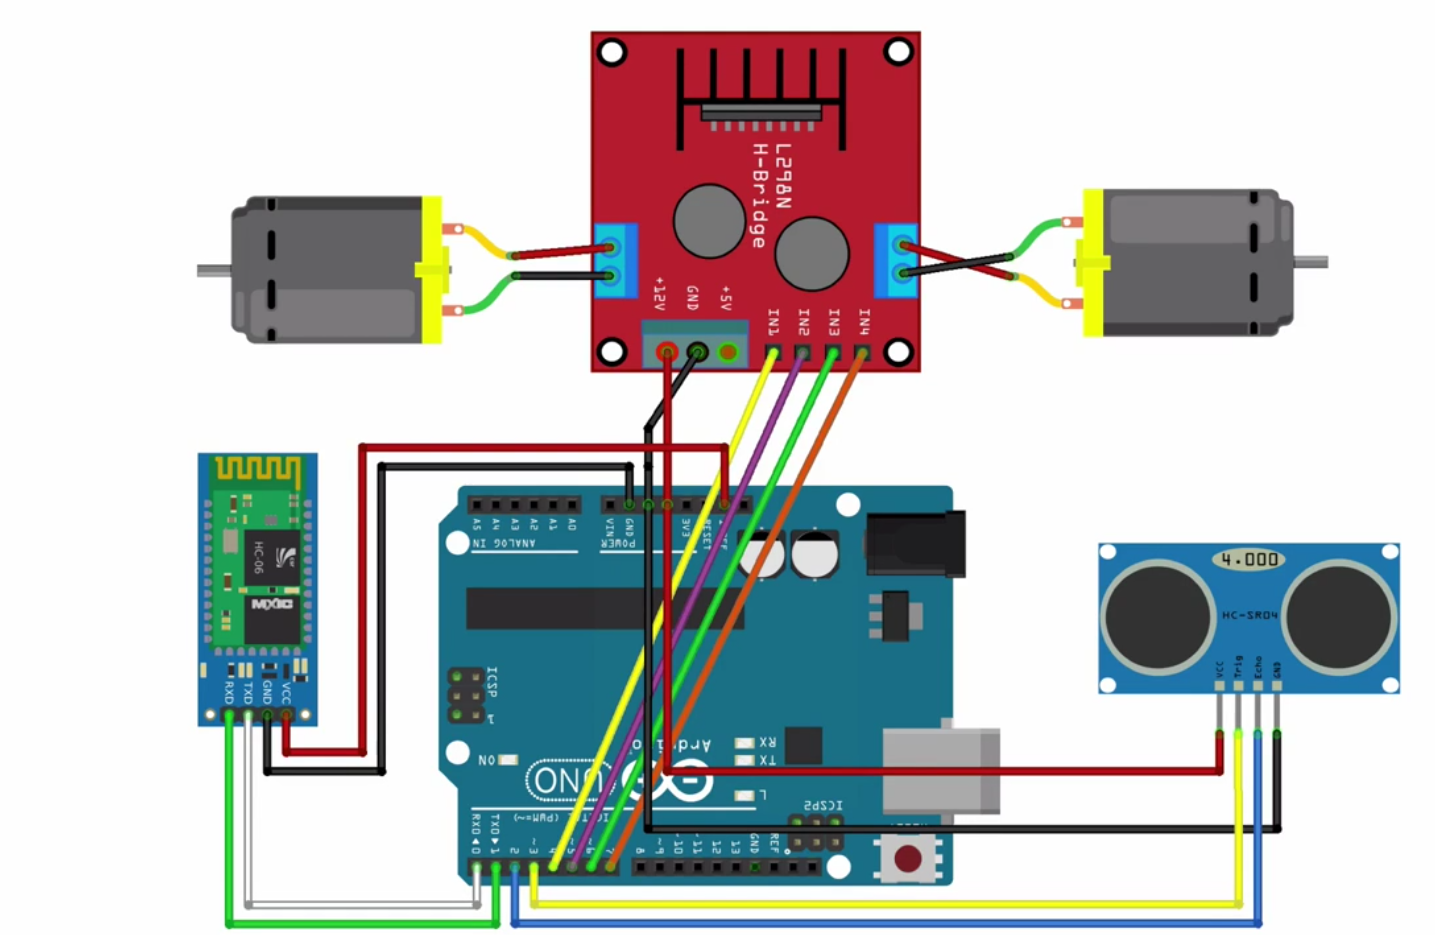 L298N
H-Bridge
+12V
GND
+5V
IN1
IN2
IN3
IN4
HC-06
MXIC
RXD
TXD
GND
VCC
A5
A4
A3
A2
A1
A0
ANALOG IN
VIN
GND
3V3
RESET
POWER
ICSP
1
ON
UNO
Arduino
RX
TX
L
ICSP2
(PWM=~)
RXD
TXD
0
1
2
~3
4
~5
~6
7
8
~9
~10
~11
12
13
GND
REF
4.000
HC-SR04
VCC
Trig
Echo
GND